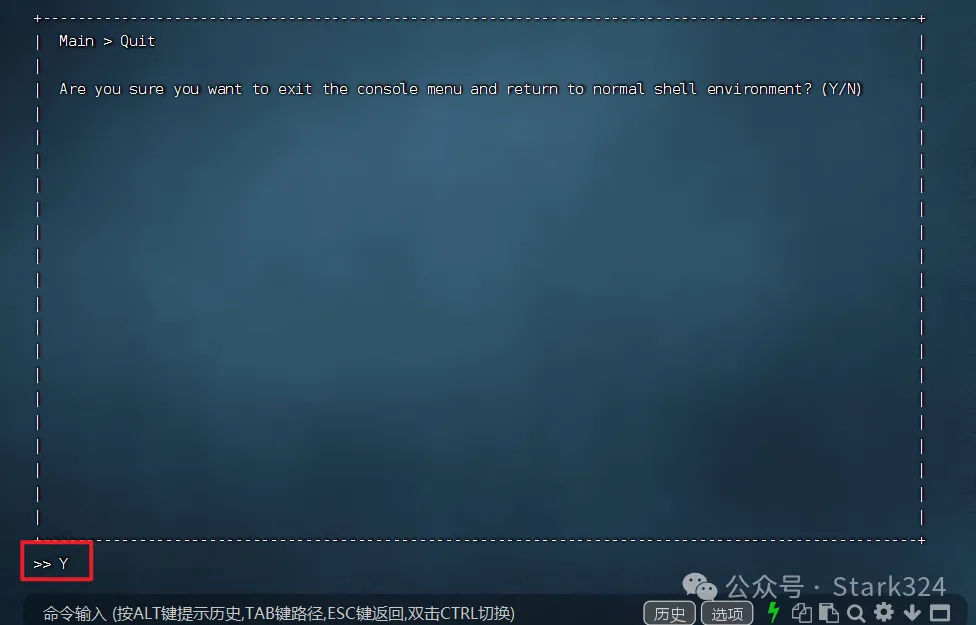 Main > Quit
Are you sure you want to exit the console menu and return to normal shell environment? (Y/N)
>> Y
公众号 · Stark324
命令输入 (按ALT键提示历史,TAB键路径,ESC键返回,双击CTRL切换)
历史
选项